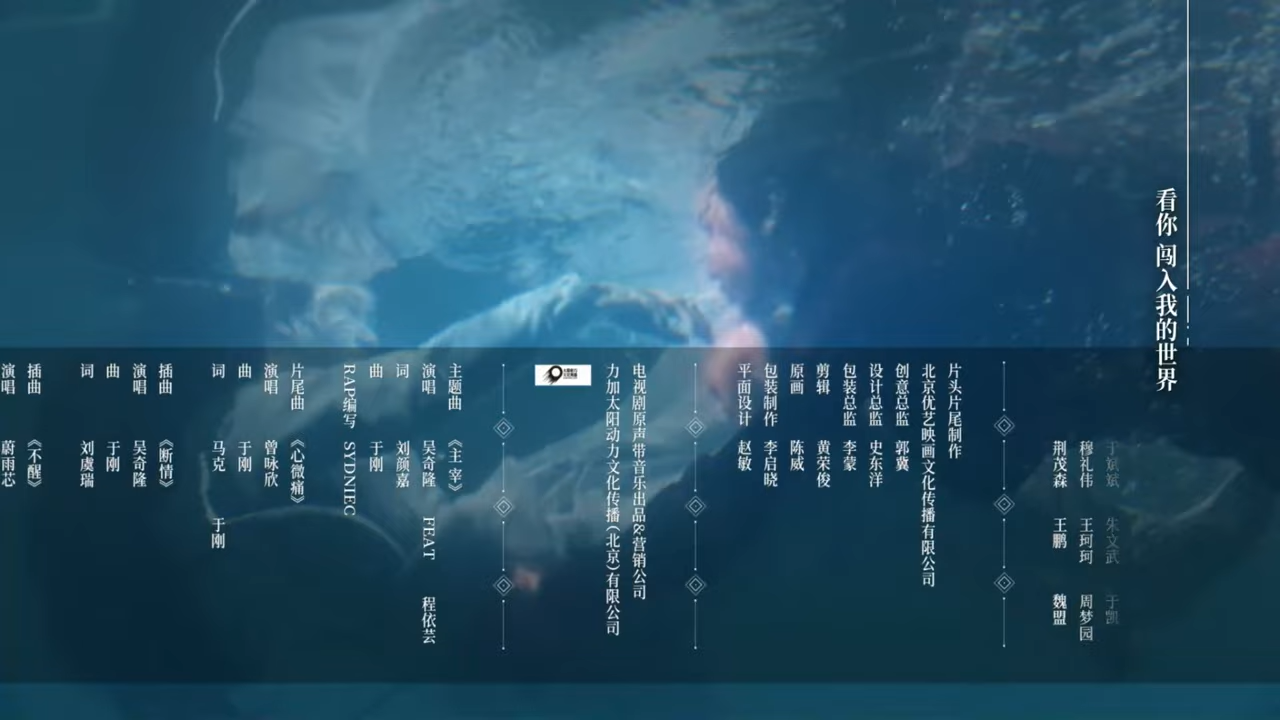 看你 闯入我的世界
于斌斌 朱文武 于凯
穆礼伟 王珂珂 周梦园
荆茂森 王鹏 魏盟
片头片尾制作
北京优艺映画文化传播有限公司
创意总监 郭冀
设计总监 史东洋
包装总监 李蒙
剪辑 黄荣俊
原画 陈威
包装制作 李启晓
平面设计 赵敏
电视剧原声带音乐出品&营销公司
力加太阳动力文化传播(北京)有限公司
主题曲 《主 宰》
演唱 吴奇隆 FEAT 程依芸
词 刘颜嘉
曲 于刚
RAP编写 SYDNIEC
片尾曲 《心微痛》
演唱 曾咏欣
曲 于刚
词 马克 于刚
插曲 《断情》
演唱 吴奇隆
曲 于刚
词 刘虞瑞
插曲 《不醒》
演唱 蔚雨芯